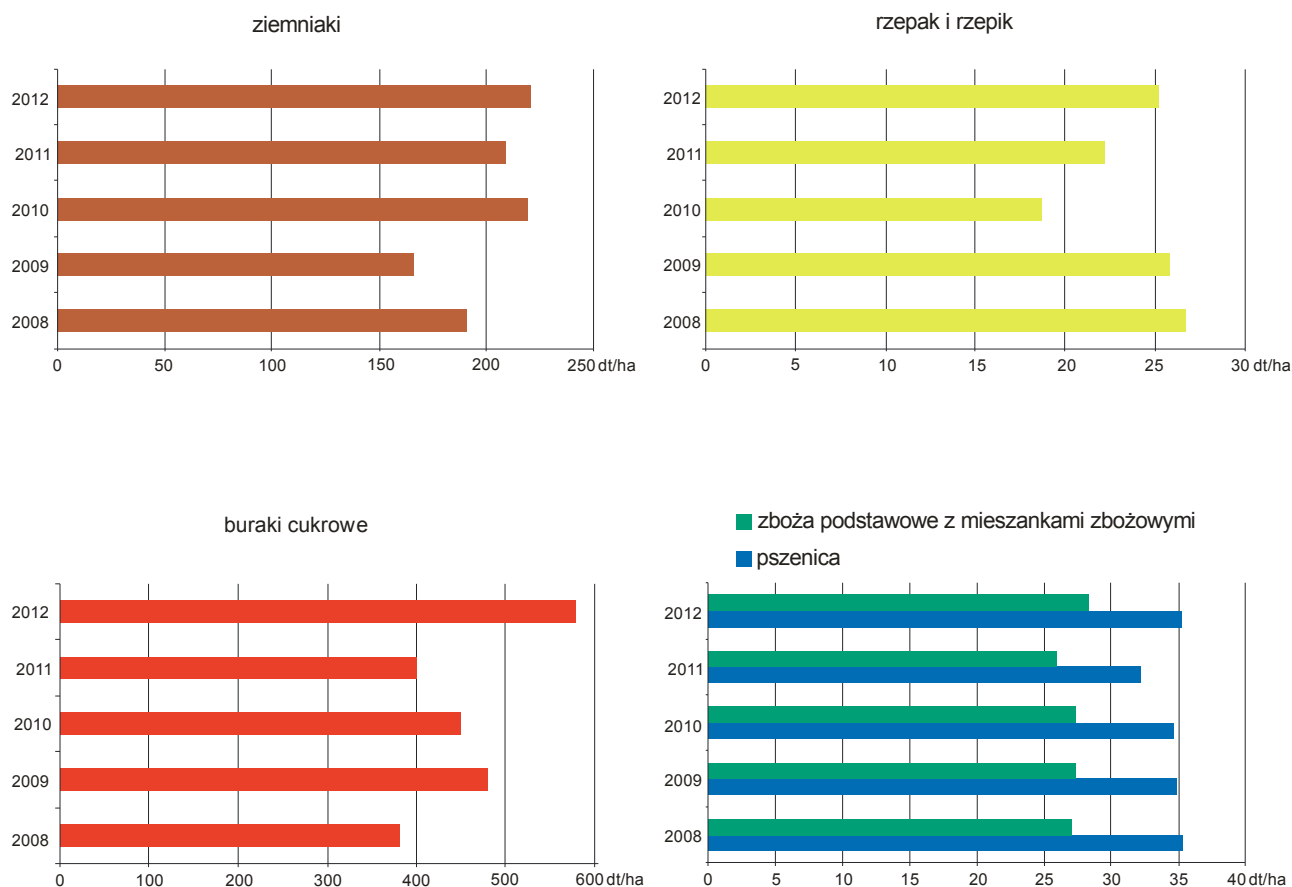 ziemniaki
2012
2011
2010
2009
2008
0 50 100 150 200 250 dt/ha
rzepak i rzepik
2012
2011
2010
2009
2008
0 5 10 15 20 25 30 dt/ha
buraki cukrowe
2012
2011
2010
2009
2008
0 100 200 300 400 500 600 dt/ha
zboża podstawowe z mieszankami zbożowymi
pszenica
2012
2011
2010
2009
2008
0 5 10 15 20 25 30 35 40 dt/ha